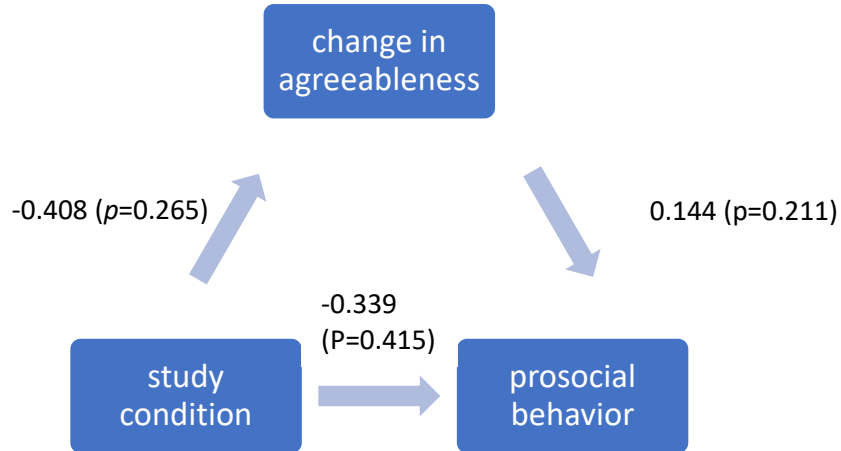 change in
agreeableness
-0.408 (p=0.265)
0.144 (p=0.211)
-0.339
(P=0.415)
study
condition
prosocial
behavior